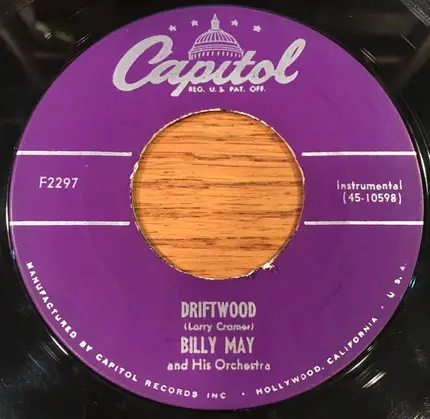 Capitol
REG. U.S. PAT. OFF.
F2297
Instrumental
(45-10598)
DRIFTWOOD
(Larry Cramer)
BILLY MAY
and His Orchestra
MANUFACTURED BY CAPITOL RECORDS INC • HOLLYWOOD, CALIFORNIA • U.S.A.